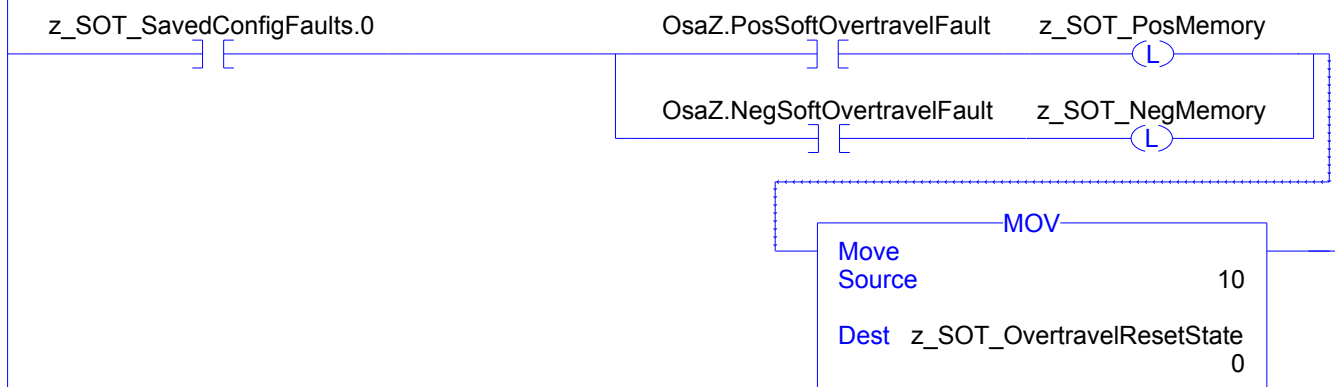 z_SOT_SavedConfigFaults.0
OsaZ.PosSoftOvertravelFault z_SOT_PosMemory
L
OsaZ.NegSoftOvertravelFault z_SOT_NegMemory
L
MOV
Move
Source 10
Dest z_SOT_OvertravelResetState
0